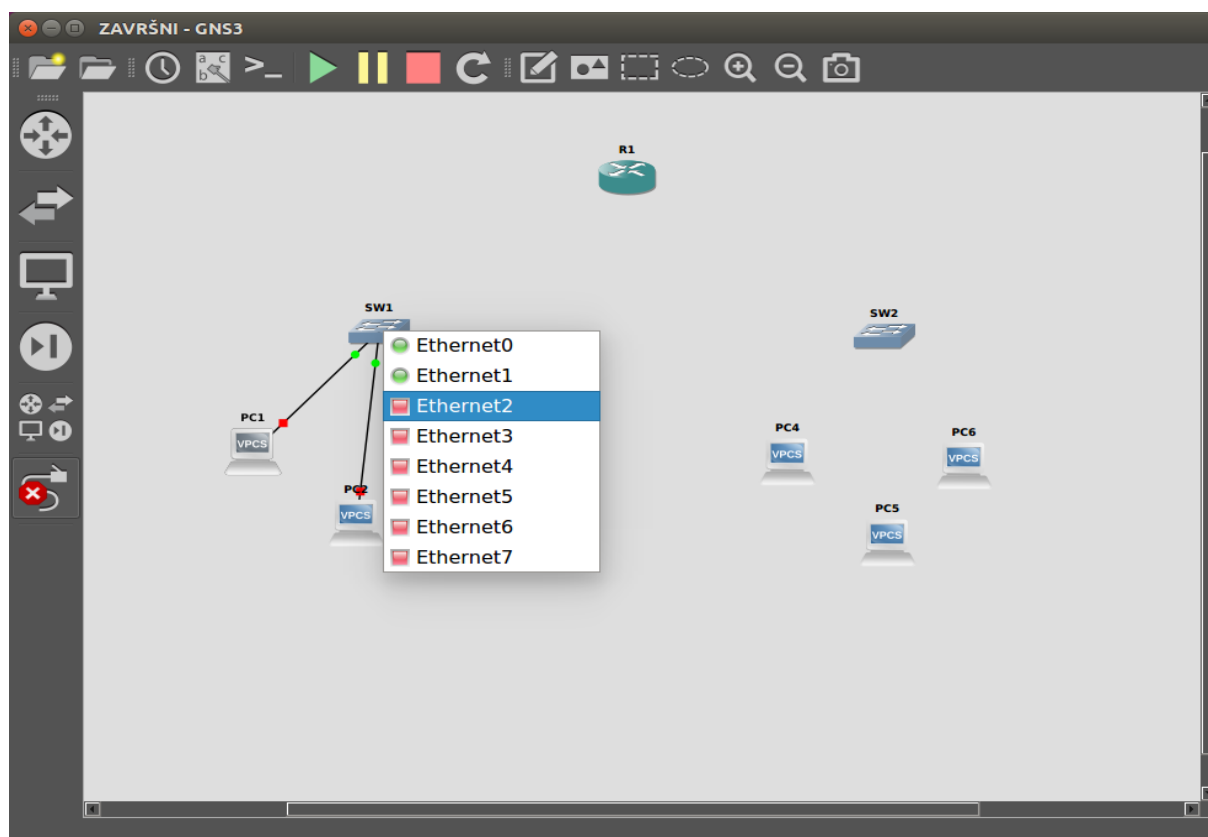 ZAVRŠNI - GNS3
R1
SW1
SW2
Ethernet0
Ethernet1
Ethernet2
Ethernet3
Ethernet4
Ethernet5
Ethernet6
Ethernet7
PC1
VPCS
PC2
VPCS
PC4
VPCS
PC6
VPCS
PC5
VPCS